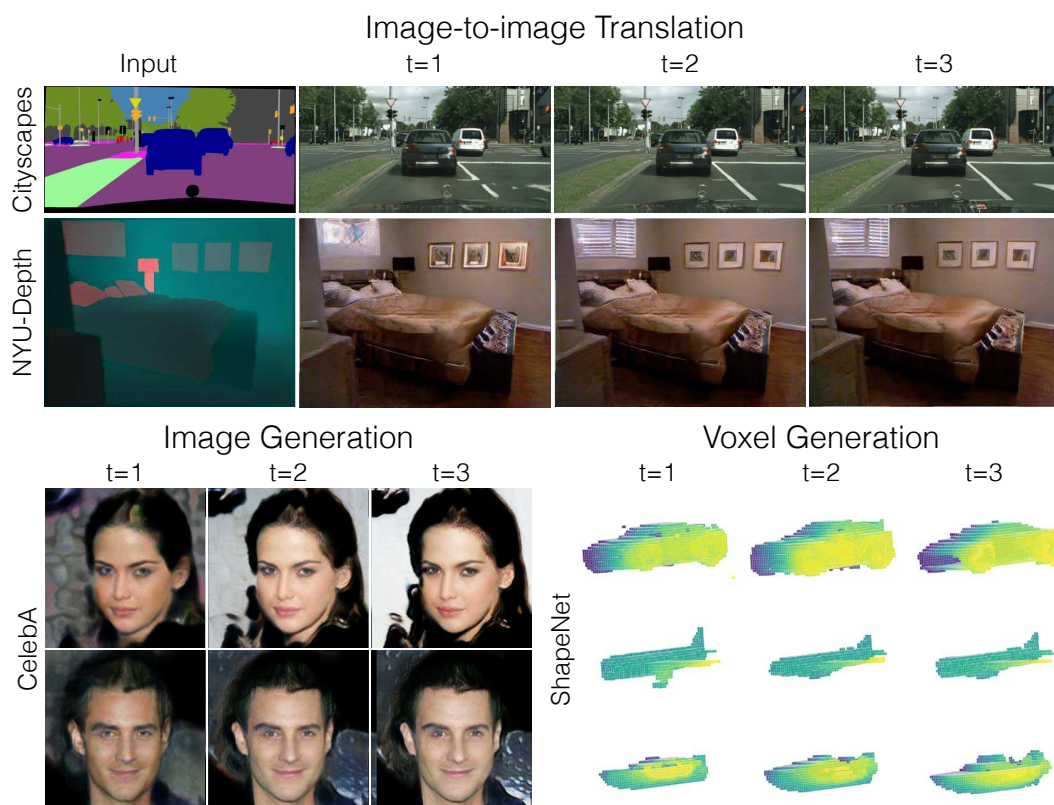 Image-to-image Translation
Input t=1 t=2 t=3
Cityscapes
NYU-Depth
Image Generation
t=1 t=2 t=3
CelebA
Voxel Generation
t=1 t=2 t=3
ShapeNet